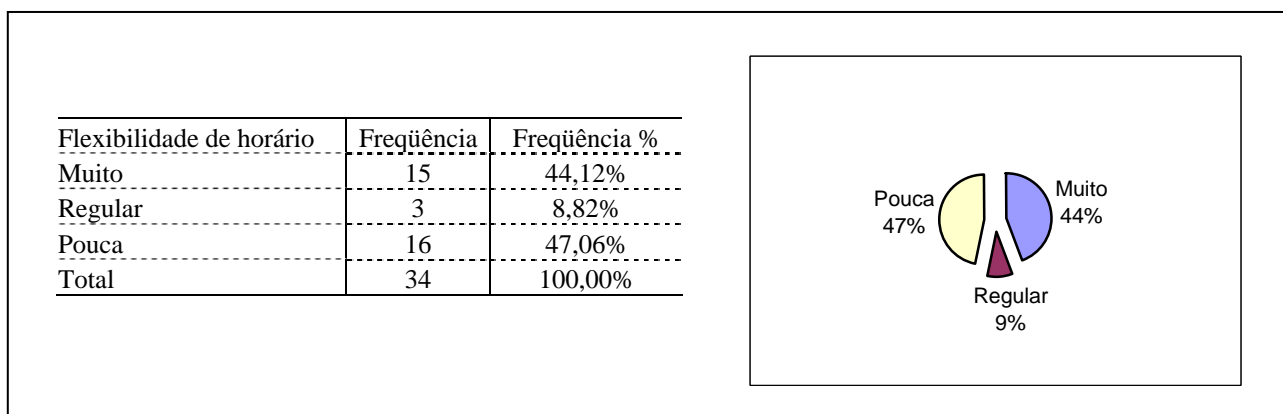 Flexibilidade de horário Freqüência Freqüência %
Muito 15 44,12%
Regular 3 8,82%
Pouca 16 47,06%
Total 34 100,00%
Pouca
47%
Muito
44%
Regular
9%